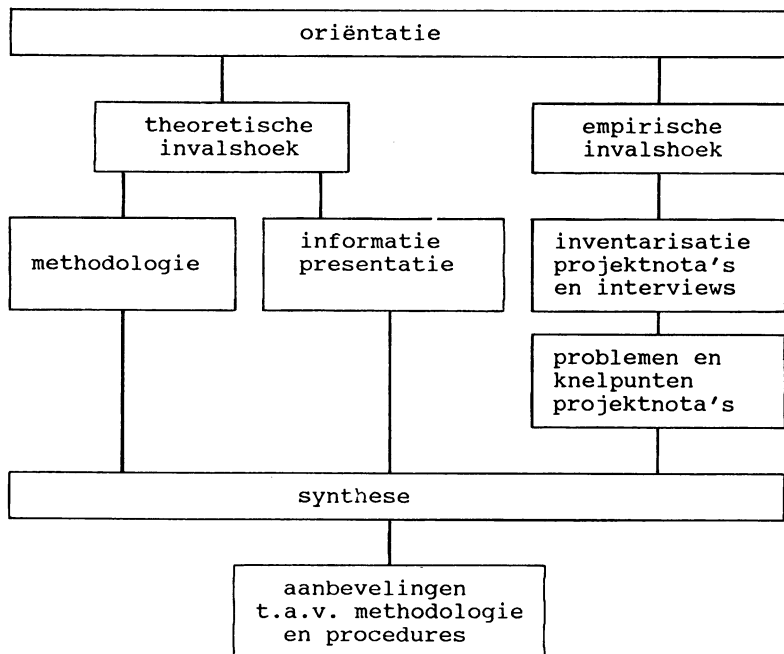 oriëntatie
theoretische
invalshoek
empirische
invalshoek
methodologie
informatie
presentatie
inventarisatie
projektnota's
en interviews
problemen en
knelpunten
projektnota's
synthese
aanbevelingen
t.a.v. methodologie
en procedures